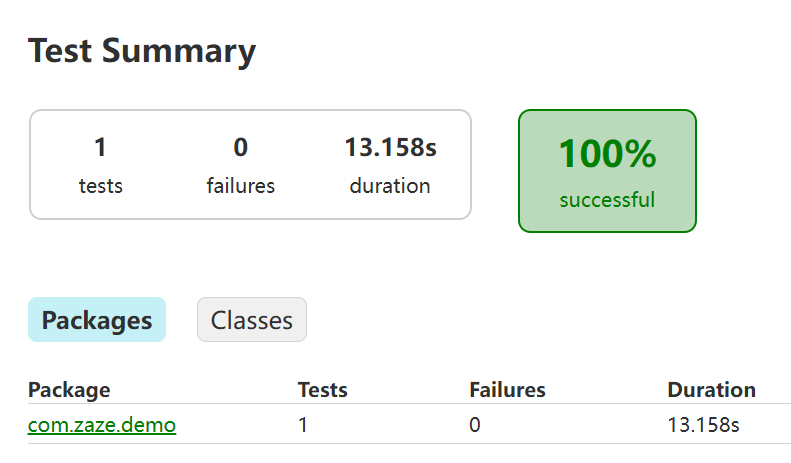 Test Summary
1 0 13.158s 100%
tests failures duration successful
Packages Classes
Package Tests Failures Duration
com.zaze.demo 1 0 13.158s